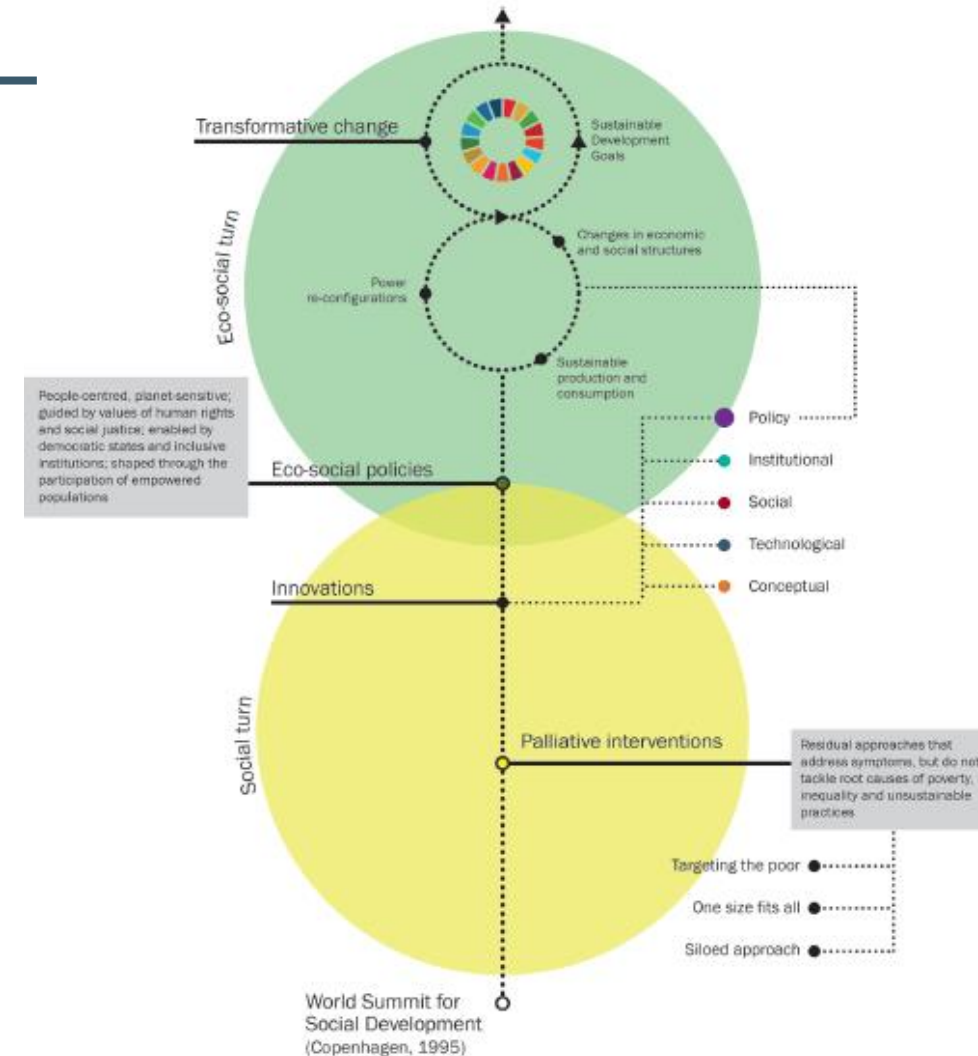 Transformative change
Sustainable
Development
Goals
Eco-social turn
Changes in economic
and social structures
Power
re-configurations
Sustainable
production and
consumption
People-centred, planet-sensitive;
guided by values of human rights
and social justice; enabled by
democratic states and inclusive
institutions; shaped through the
participation of empowered
populations
Policy
Institutional
Social
Technological
Conceptual
Eco-social policies
Innovations
Social turn
Palliative interventions
Residual approaches that
address symptoms, but do not
tackle root causes of poverty,
inequality and unsustainable
practices
Targeting the poor
One size fits all
Siloed approach
World Summit for
Social Development
(Copenhagen, 1995)